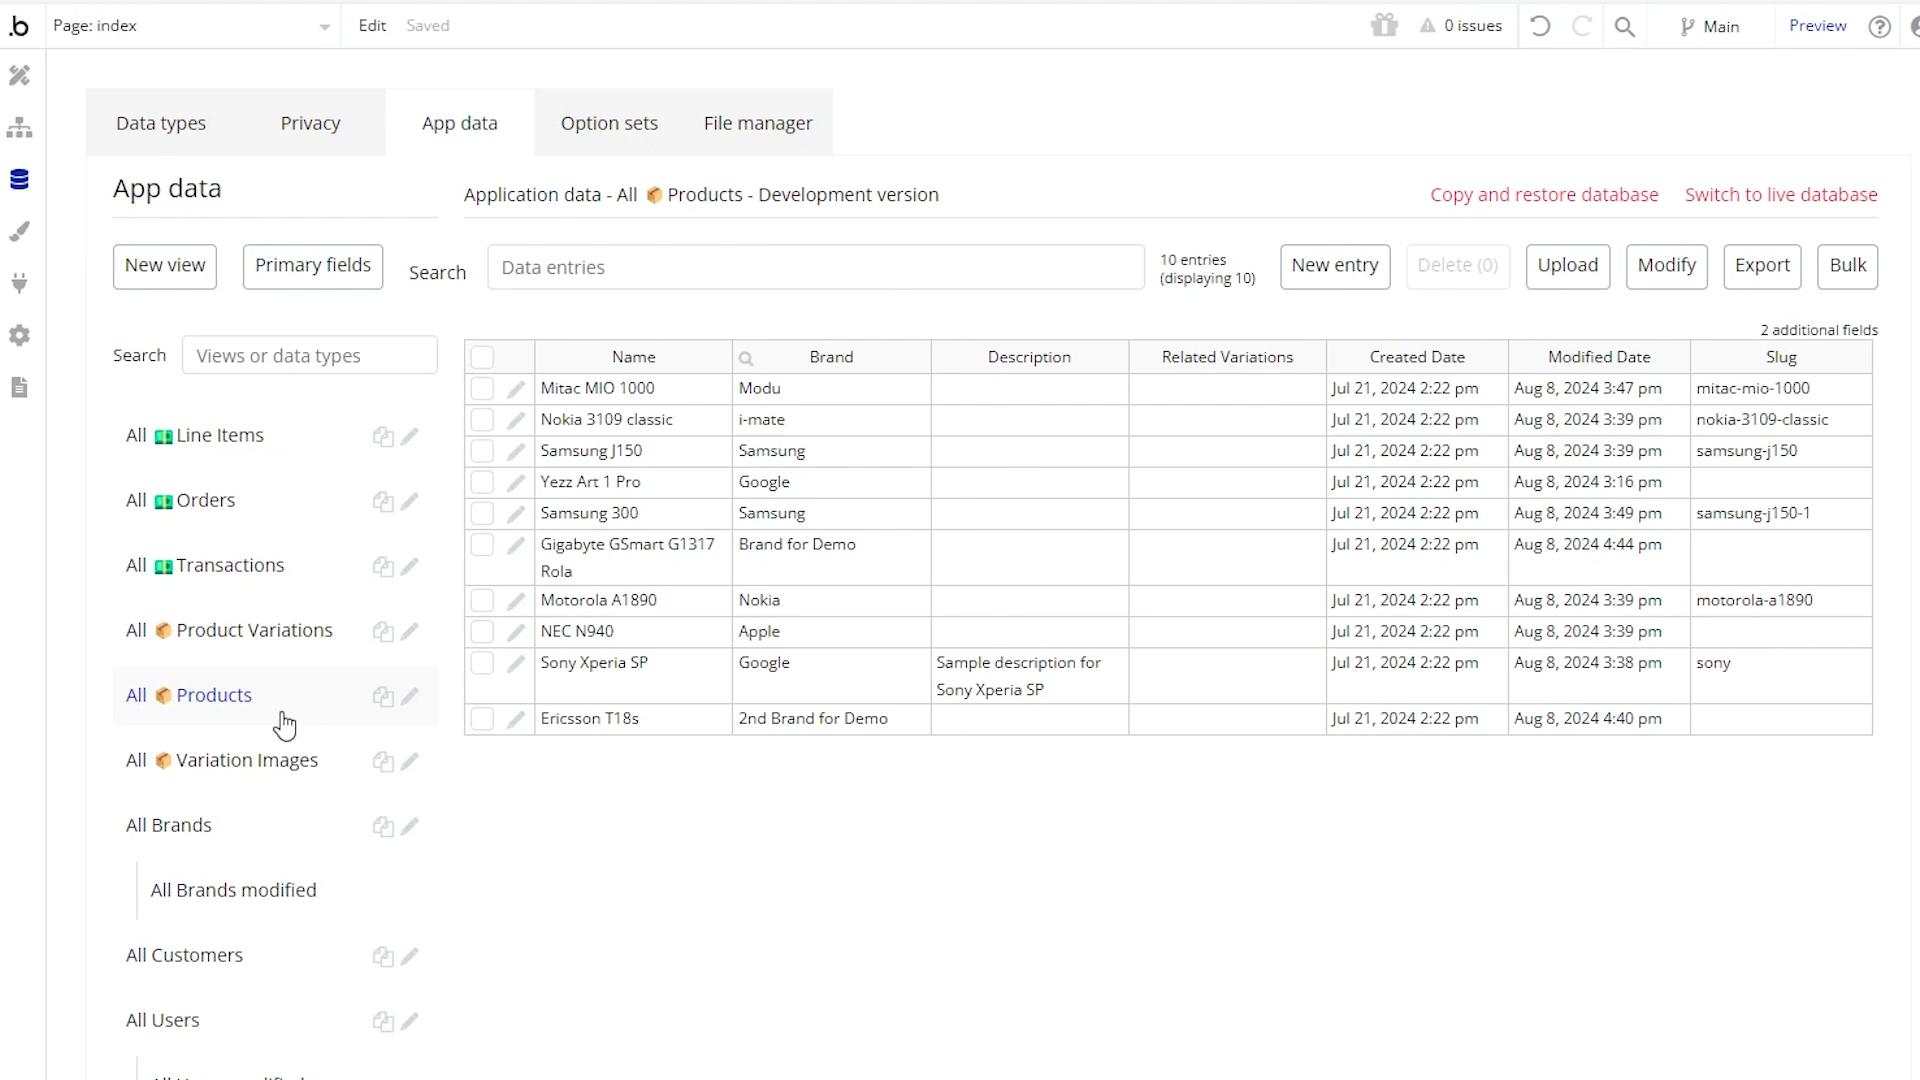 .b Page: index Edit Saved 0 issues Main Preview
Data types Privacy App data Option sets File manager
App data
Application data - All 📦 Products - Development version Copy and restore database Switch to live database
New view Primary fields Search Data entries 10 entries (displaying 10) New entry Delete (0) Upload Modify Export Bulk
2 additional fields
Search Views or data types
All 💵 Line Items
All 💵 Orders
All 💵 Transactions
All 📦 Product Variations
All 📦 Products
All 📦 Variation Images
All Brands
All Brands modified
All Customers
All Users
Name Brand Description Related Variations Created Date Modified Date Slug
Mitac MIO 1000 Modu Jul 21, 2024 2:22 pm Aug 8, 2024 3:47 pm mitac-mio-1000
Nokia 3109 classic i-mate Jul 21, 2024 2:22 pm Aug 8, 2024 3:39 pm nokia-3109-classic
Samsung J150 Samsung Jul 21, 2024 2:22 pm Aug 8, 2024 3:39 pm samsung-j150
Yezz Art 1 Pro Google Jul 21, 2024 2:22 pm Aug 8, 2024 3:16 pm
Samsung 300 Samsung Jul 21, 2024 2:22 pm Aug 8, 2024 3:49 pm samsung-j150-1
Gigabyte GSmart G1317 Rola Brand for Demo Jul 21, 2024 2:22 pm Aug 8, 2024 4:44 pm
Motorola A1890 Nokia Jul 21, 2024 2:22 pm Aug 8, 2024 3:39 pm motorola-a1890
NEC N940 Apple Jul 21, 2024 2:22 pm Aug 8, 2024 3:39 pm
Sony Xperia SP Google Sample description for Sony Xperia SP Jul 21, 2024 2:22 pm Aug 8, 2024 3:38 pm sony
Ericsson T18s 2nd Brand for Demo Jul 21, 2024 2:22 pm Aug 8, 2024 4:40 pm